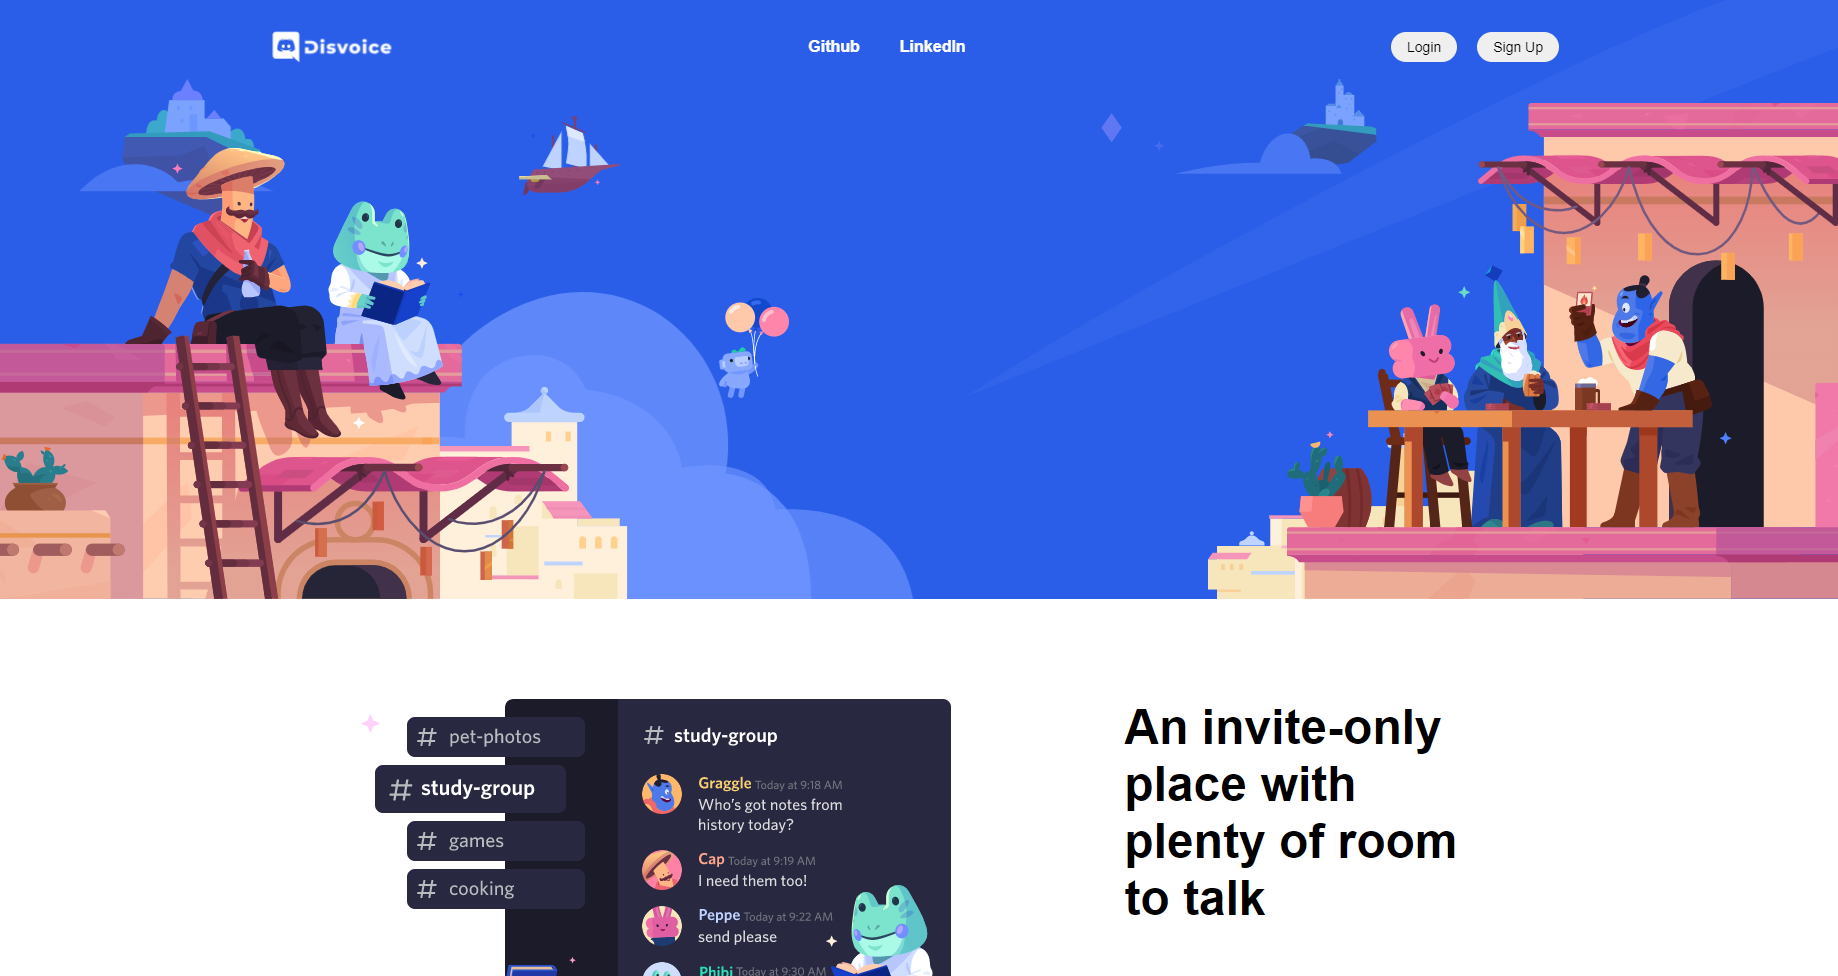 Disvoice
Github
LinkedIn
Login
Sign Up
# pet-photos
# study-group
# games
# cooking
# study-group
Graggle Today at 9:18 AM
Who's got notes from
history today?
Cap Today at 9:19 AM
I need them too!
Peppe Today at 9:22 AM
send please
Phibi Today at 9:30 AM
An invite-only
place with
plenty of room
to talk